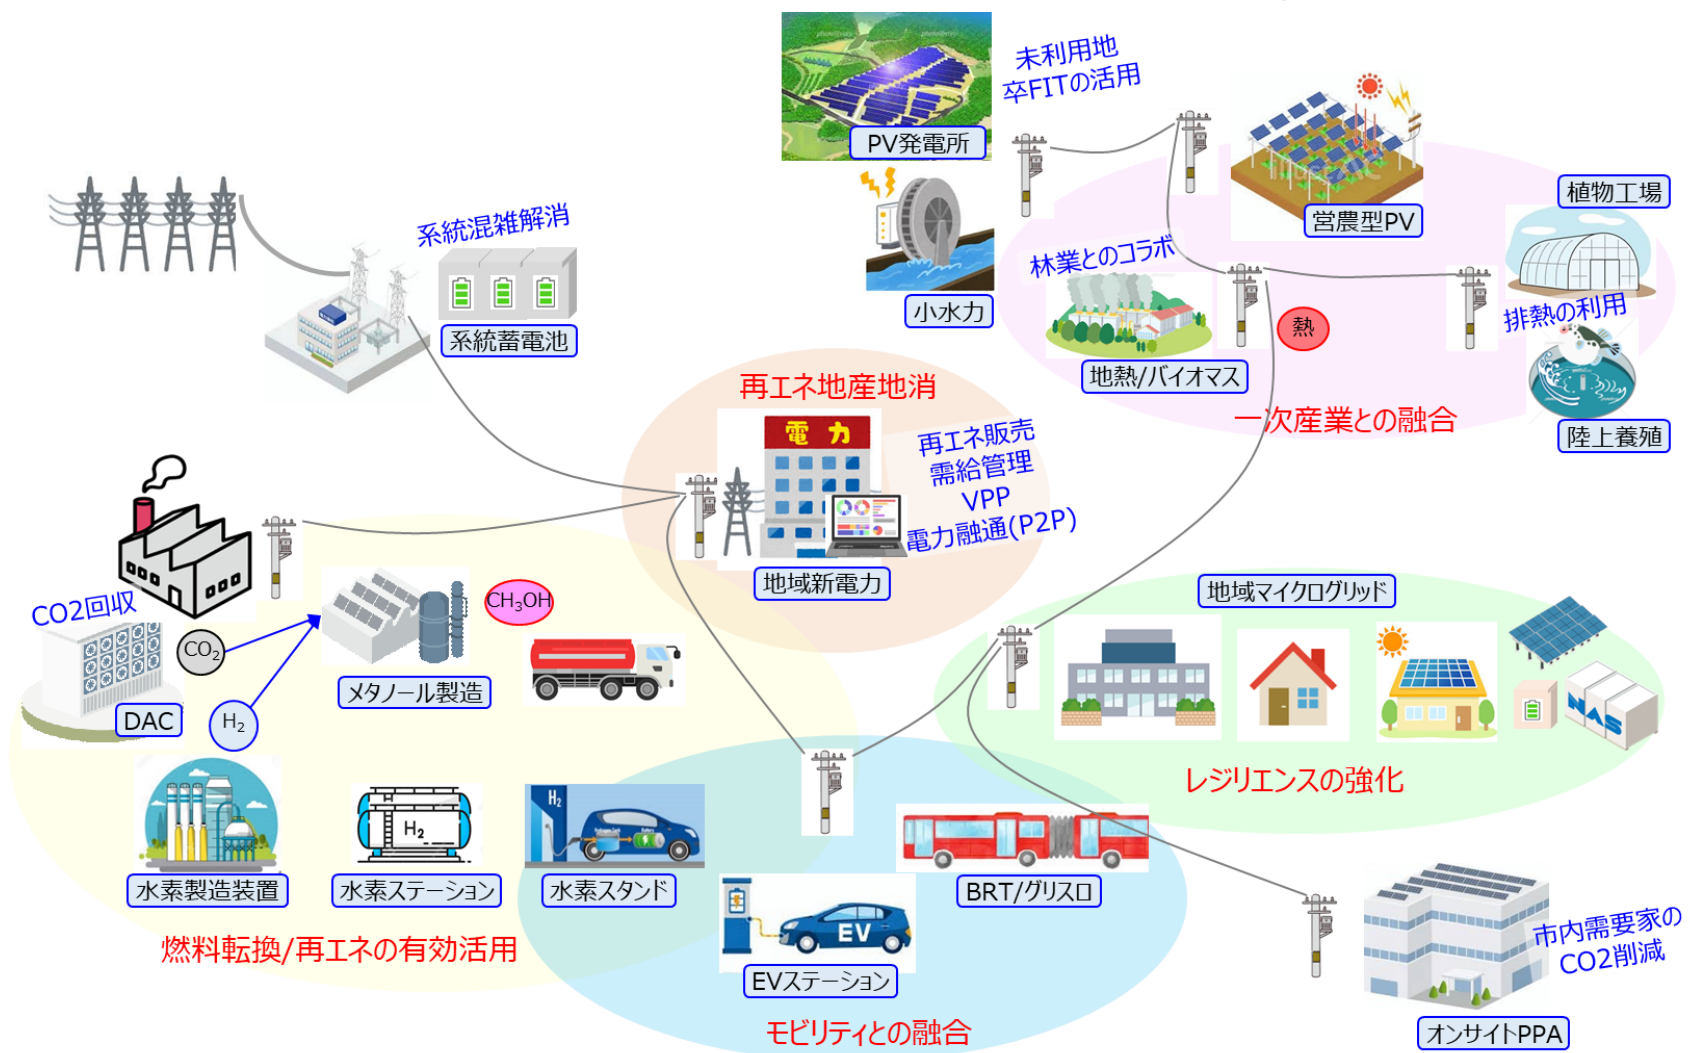 未利用地
卒FITの活用
PV発電所
小水力
営農型PV
植物工場
排熱の利用
陸上養殖
林業とのコラボ
地熱/バイオマス
熱
一次産業との融合
系統混雑解消
系統蓄電池
再エネ地産地消
電力
再エネ販売
需給管理
VPP
電力融通(P2P)
地域新電力
CO2回収
DAC
CO₂
H₂
メタノール製造
CH₃OH
水素製造装置
H₂
水素ステーション
H₂
水素スタンド
燃料転換/再エネの有効活用
地域マイクログリッド
NAS
レジリエンスの強化
BRT/グリスロ
EV
EVステーション
モビリティとの融合
市内需要家の
CO2削減
オンサイトPPA